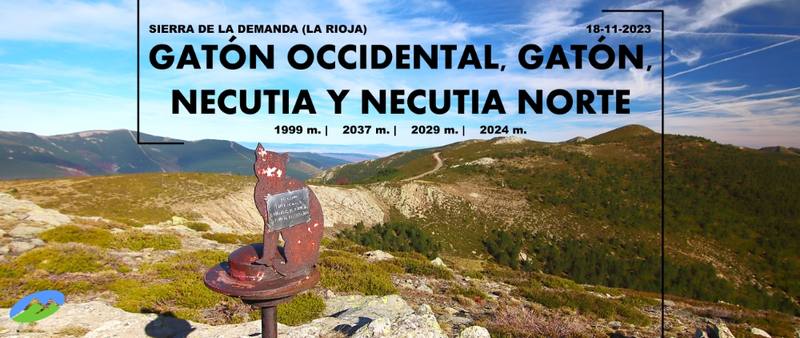 SIERRA DE LA DEMANDA (LA RIOJA) 18-11-2023
GATÓN OCCIDENTAL, GATÓN,
NECUTIA Y NECUTIA NORTE
1999 m. | 2037 m. | 2029 m. | 2024 m.